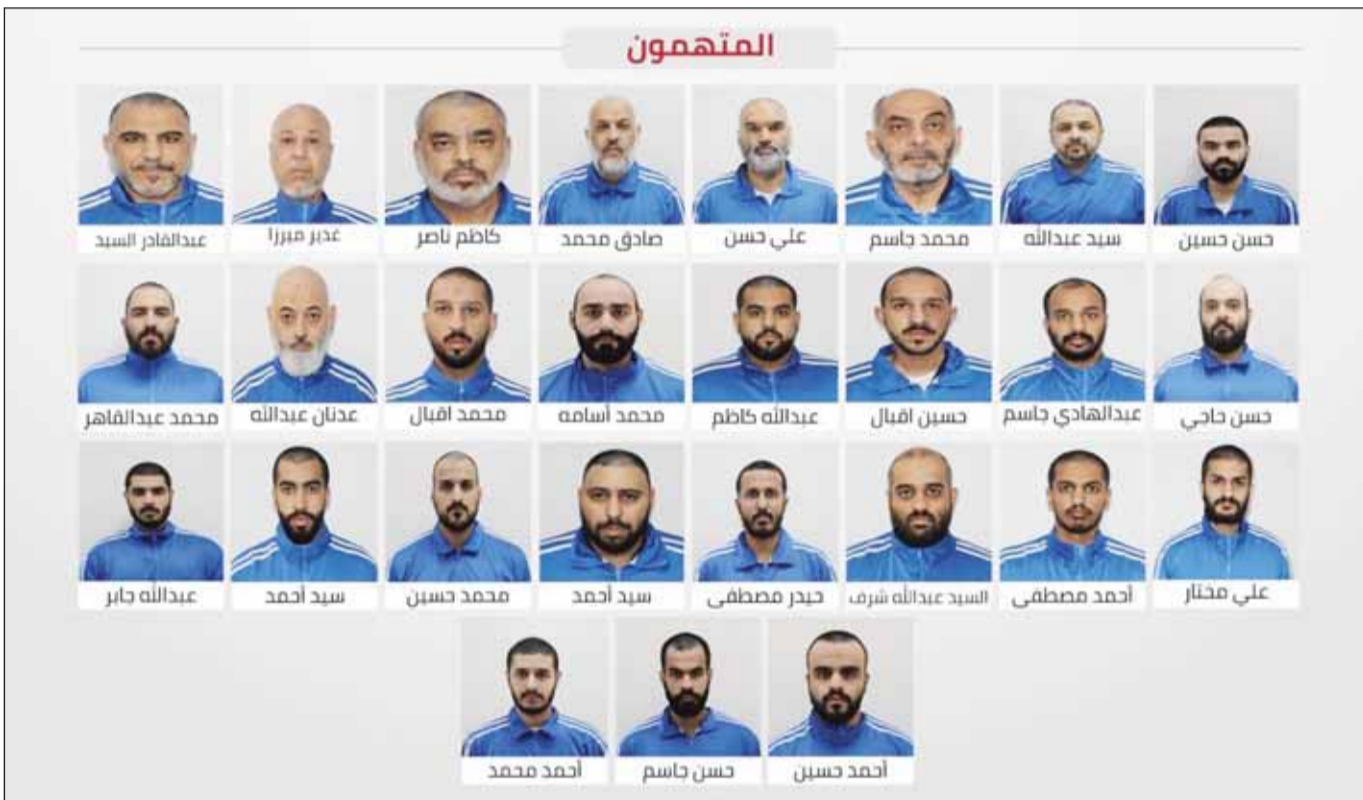 المتهمون
حسن حسين
سيد عبدالله
محمد جاسم
علي حسن
صادق محمد
كاظم ناصر
غدير ميرزا
عبدالقادر السيد
حسن حاجي
عبدالهادي جاسم
حسين اقبال
عبدالله كاظم
محمد أسامه
محمد اقبال
عدنان عبدالله
محمد عبدالقاهر
علي مختار
أحمد مصطفى
السيد عبدالله شرف
حيدر مصطفى
سيد أحمد
محمد حسين
سيد أحمد
عبدالله جابر
أحمد حسين
حسن جاسم
أحمد محمد